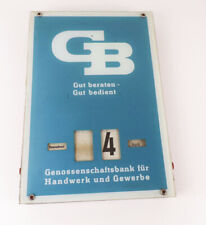 GB
Gut beraten -
Gut bedient
4
Genossenschaftsbank für
Handwerk und Gewerbe